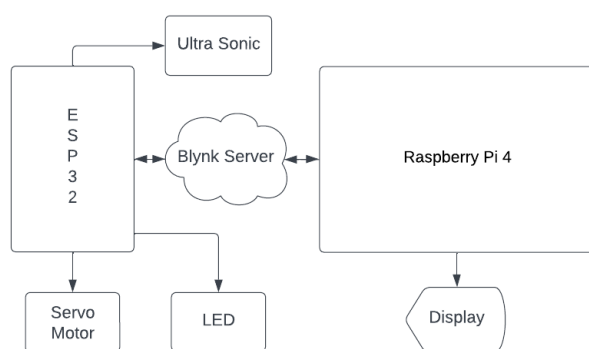 Ultra Sonic
E
S
P
3
2
Blynk Server
Raspberry Pi 4
Servo
Motor
LED
Display